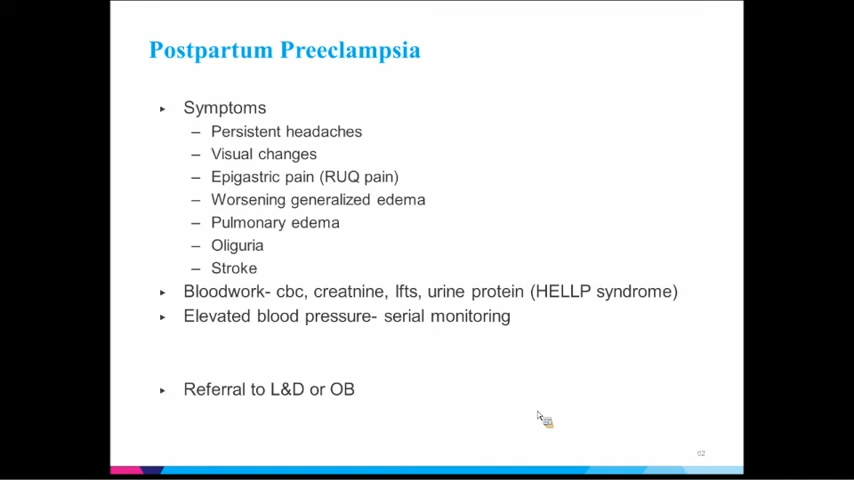 Postpartum Preeclampsia
▸ Symptoms
– Persistent headaches
– Visual changes
– Epigastric pain (RUQ pain)
– Worsening generalized edema
– Pulmonary edema
– Oliguria
– Stroke
▸ Bloodwork- cbc, creatnine, lfts, urine protein (HELLP syndrome)
▸ Elevated blood pressure- serial monitoring
▸ Referral to L&D or OB
62